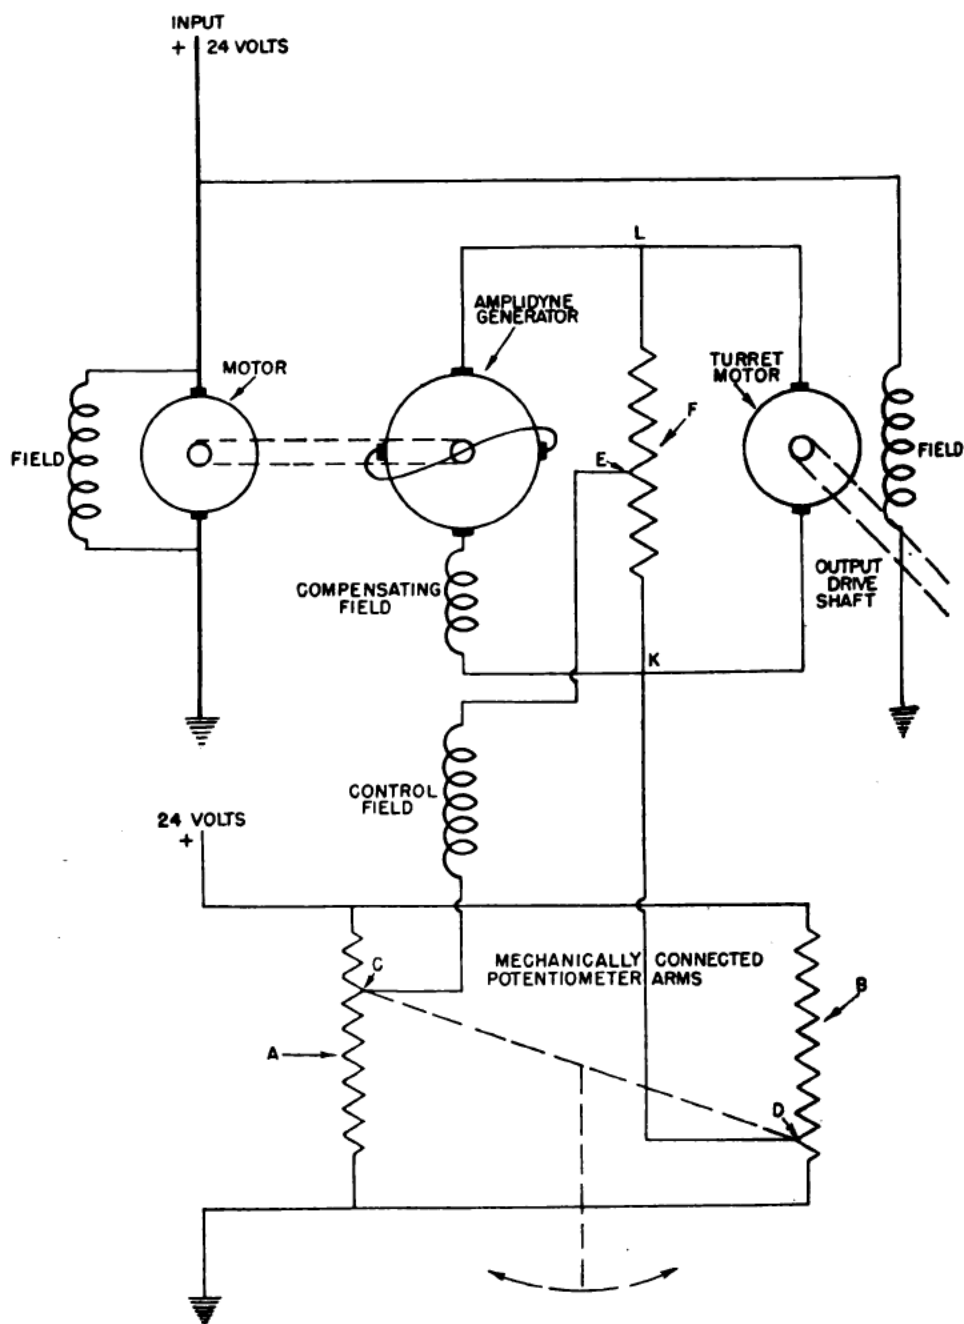 INPUT
+ 24 VOLTS
L
AMPLIDYNE
GENERATOR
MOTOR
TURRET
MOTOR
F
FIELD
E
FIELD
COMPENSATING
FIELD
OUTPUT
DRIVE
SHAFT
K
CONTROL
FIELD
24 VOLTS
+
C
MECHANICALLY CONNECTED
POTENTIOMETER ARMS
B
A
D